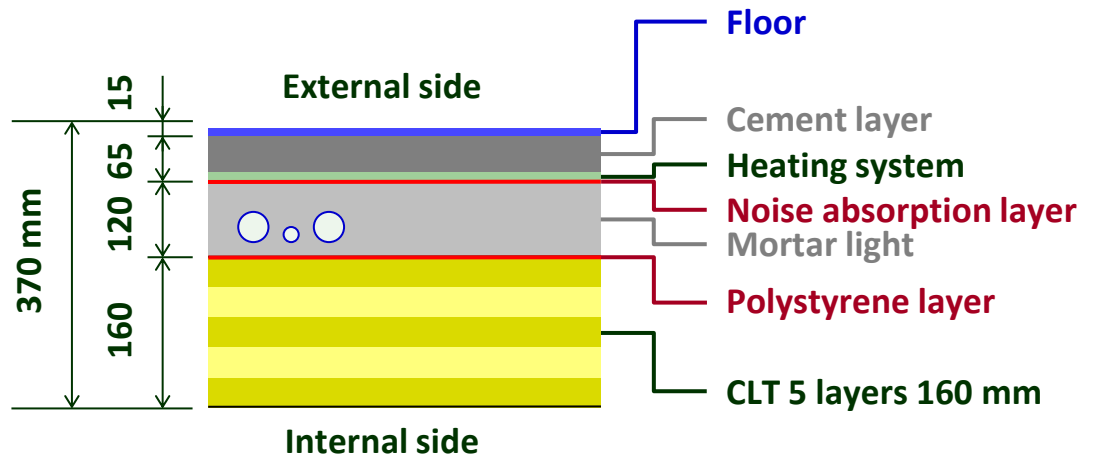 Floor
External side
15
Cement layer
65
Heating system
Noise absorption layer
120
Mortar light
370 mm
Polystyrene layer
160
CLT 5 layers 160 mm
Internal side